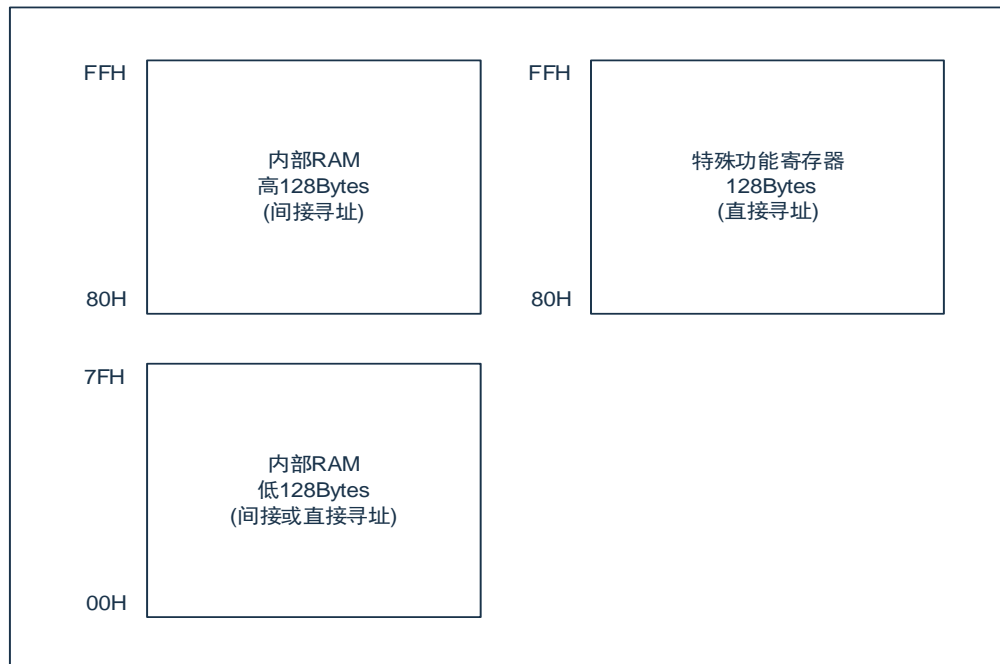 FFH
内部RAM
高128Bytes
(间接寻址)
80H
FFH
特殊功能寄存器
128Bytes
(直接寻址)
80H
7FH
内部RAM
低128Bytes
(间接或直接寻址)
00H